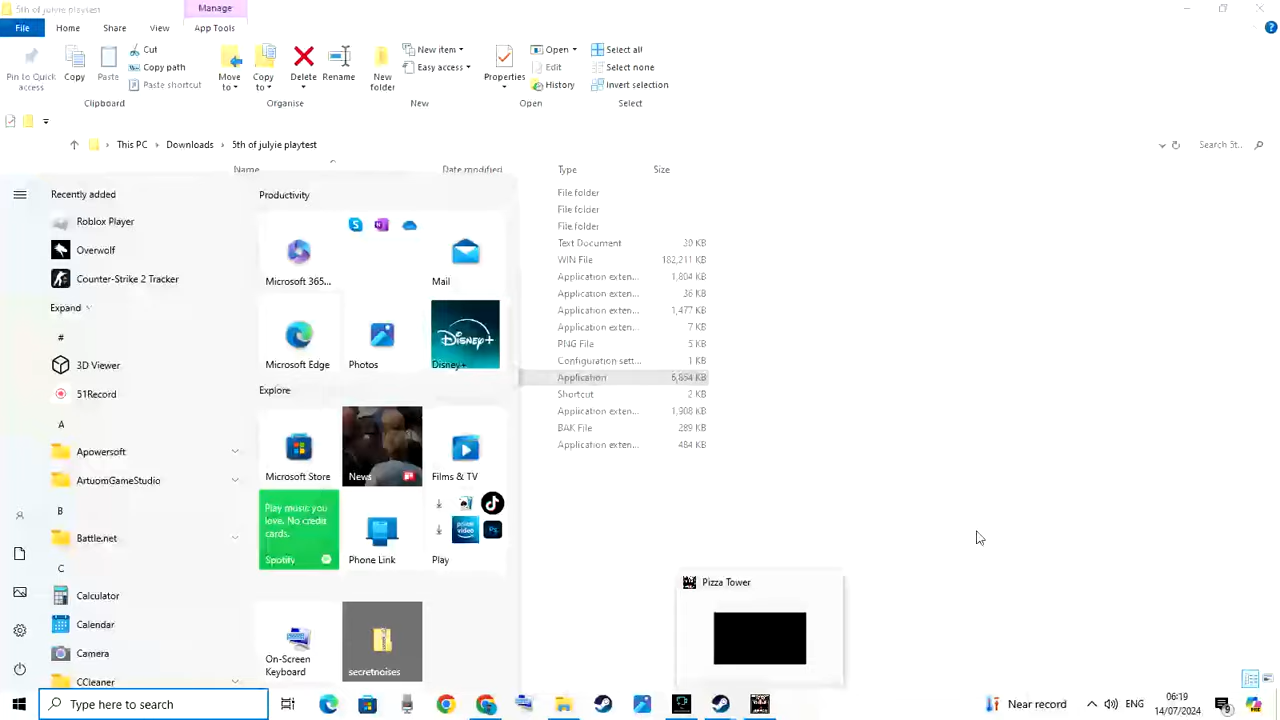 5th of julyie playtest
Manage
File
Home
Share
View
App Tools
Pin to Quick access
Copy
Paste
Cut
Copy path
Paste shortcut
Move to
Copy to
Delete
Rename
New folder
New item
Easy access
Properties
Open
Edit
History
Select all
Select none
Invert selection
Clipboard
Organise
New
Open
Select
This PC
Downloads
5th of julyie playtest
Search 5t...
Name
Date modified
Type
Size
File folder
File folder
File folder
Text Document
WIN File 182,211 KB
Application exten... 1,804 KB
Application exten... 36 KB
Application exten... 1,477 KB
Application exten... 7 KB
PNG File 5 KB
Configuration sett... 1 KB
Application
Shortcut 2 KB
Application exten... 1,908 KB
BAK File 289 KB
Application exten... 484 KB
Recently added
Roblox Player
Overwolf
Counter-Strike 2 Tracker
Expand
#
3D Viewer
51Record
A
Apowersoft
ArtuomGameStudio
B
Battle.net
C
Calculator
Calendar
Camera
CCleaner
Productivity
Microsoft 365...
Mail
Microsoft Edge
Photos
Disney+
Disney+
Explore
Microsoft Store
News
Films & TV
Play music you
love. No credit
cards.
Spotify
Phone Link
prime video
Ps
Play
On-Screen
Keyboard
secretnoises
Pizza Tower
Type here to search
Near record
ENG
06:19
14/07/2024